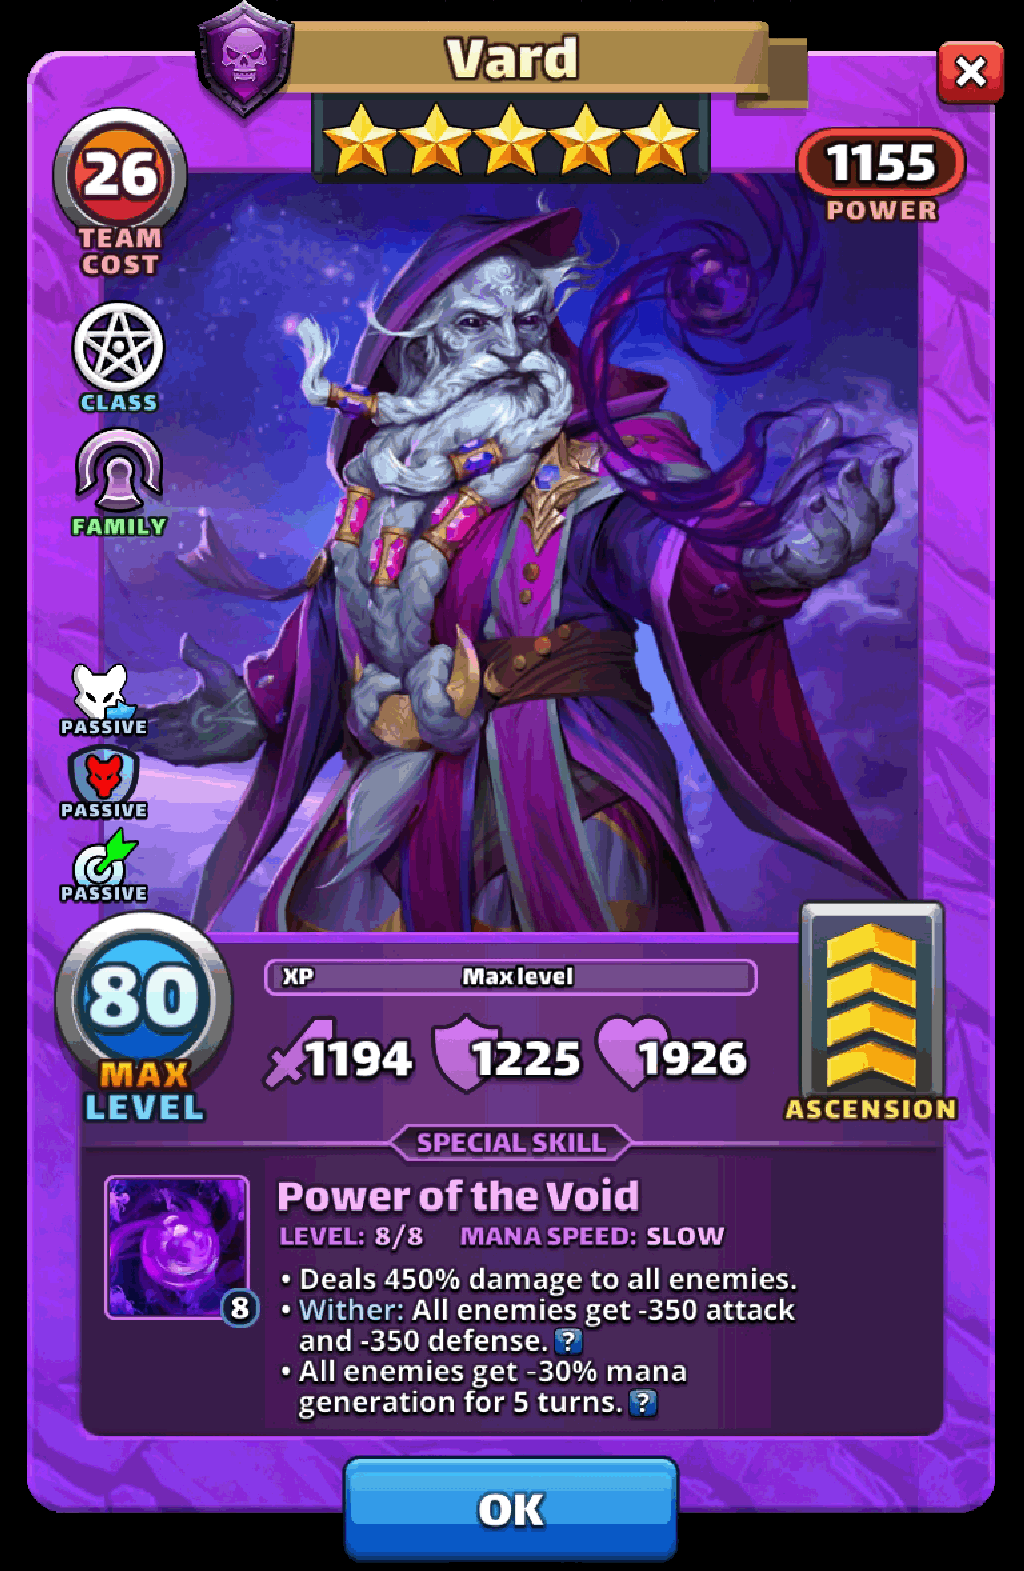 Vard
26
TEAM
COST
1155
POWER
CLASS
FAMILY
PASSIVE
PASSIVE
PASSIVE
80
MAX
LEVEL
XP Max level
1194 1225 1926
ASCENSION
SPECIAL SKILL
Power of the Void
LEVEL: 8/8 MANA SPEED: SLOW
8
• Deals 450% damage to all enemies.
• Wither: All enemies get -350 attack
and -350 defense. ?
• All enemies get -30% mana
generation for 5 turns. ?
OK